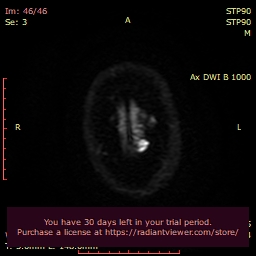 Im: 46/46
Se: 3
A
STP90
STP90
M
Ax DWI B 1000
R
L
You have 30 days left in your trial period.
Purchase a license at https://radiantviewer.com/store/